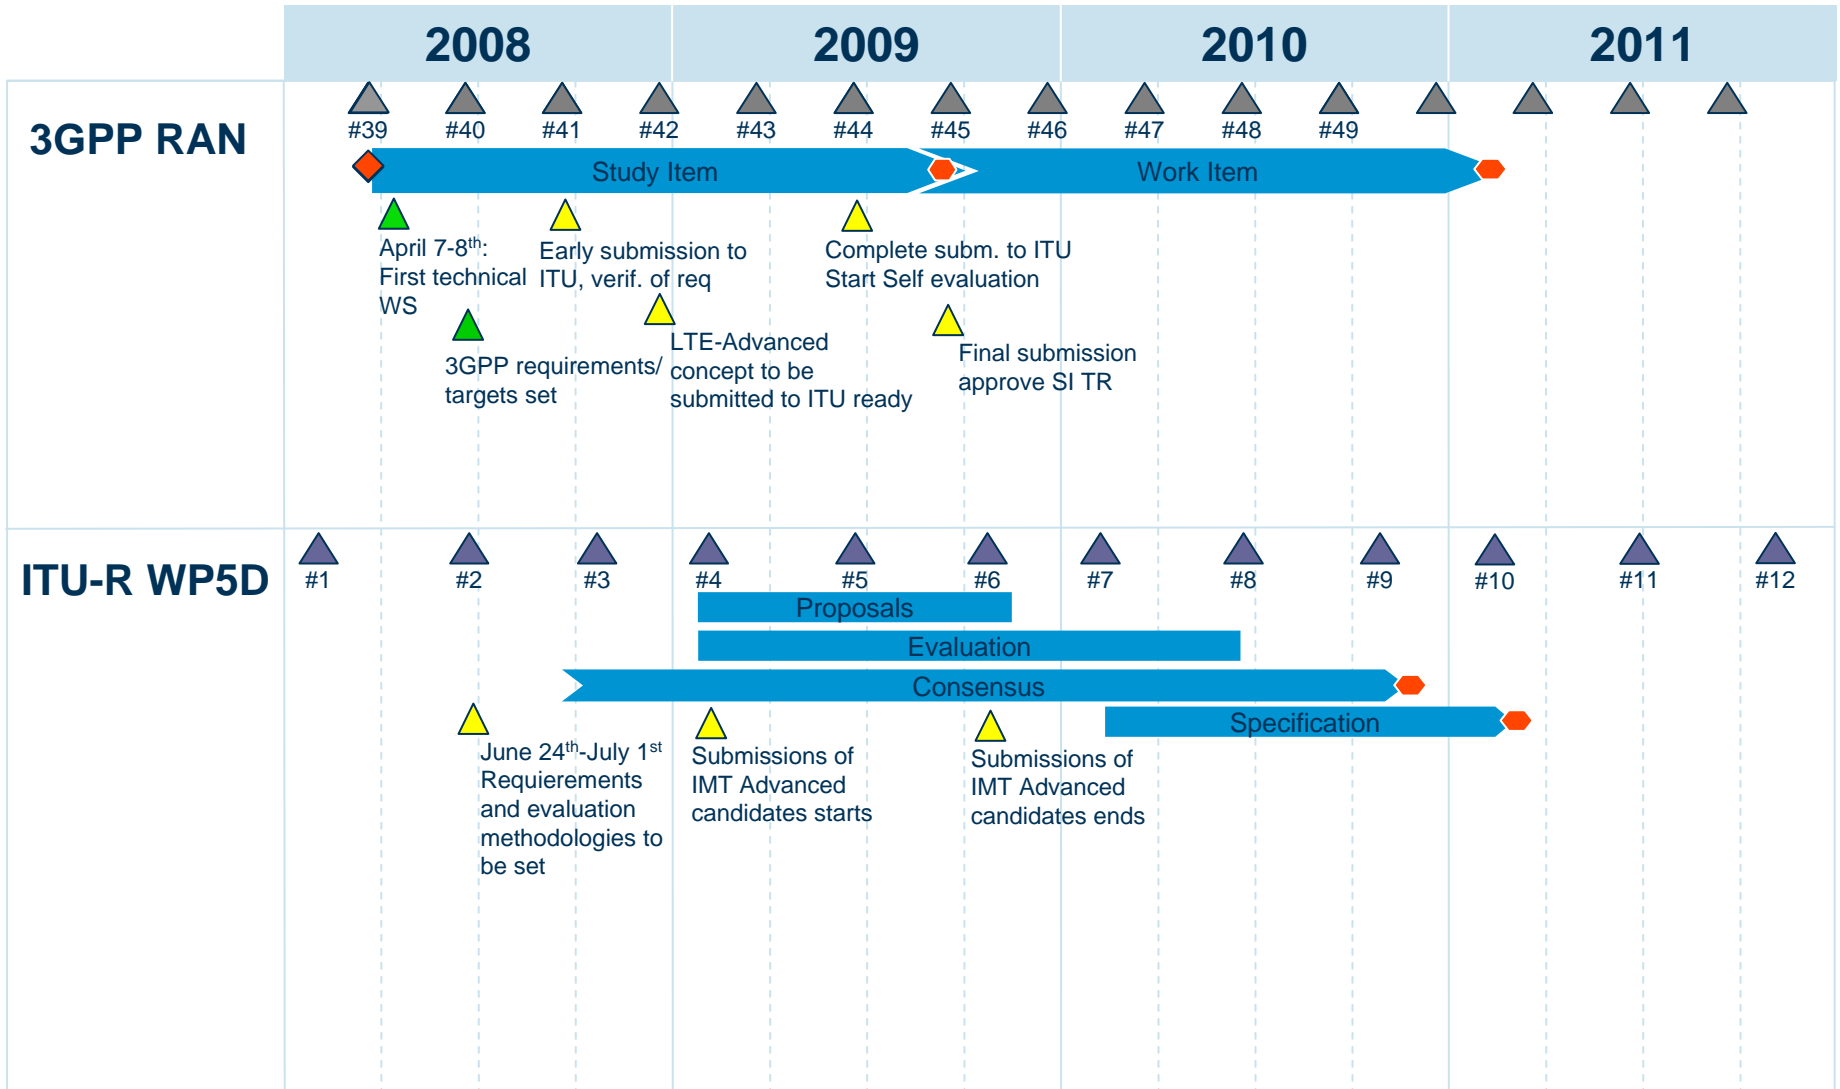 2008 2009 2010 2011
3GPP RAN
#39 #40 #41 #42 #43 #44 #45 #46 #47 #48 #49
Study Item
Work Item
April 7-8th:
First technical
WS
Early submission to
ITU, verif. of req
Complete subm. to ITU
Start Self evaluation
3GPP requirements/
targets set
LTE-Advanced
concept to be
submitted to ITU ready
Final submission
approve SI TR
ITU-R WP5D
#1 #2 #3 #4 #5 #6 #7 #8 #9 #10 #11 #12
Proposals
Evaluation
Consensus
Specification
June 24th-July 1st
Requierements
and evaluation
methodologies to
be set
Submissions of
IMT Advanced
candidates starts
Submissions of
IMT Advanced
candidates ends